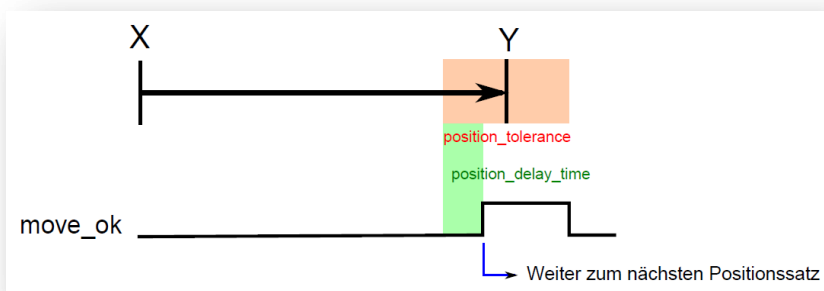 X
Y
position_tolerance
position_delay_time
move_ok
Weiter zum nächsten Positionssatz